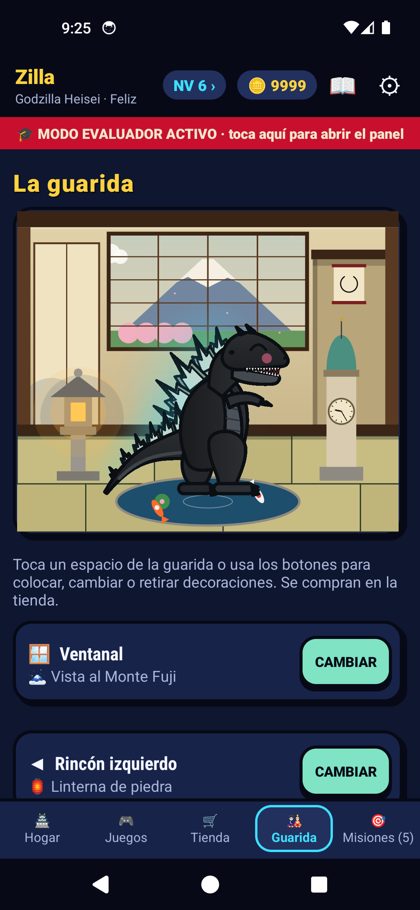 9:25
Zilla
Godzilla Heisei · Feliz
NV 6 ›
9999
MODO EVALUADOR ACTIVO · toca aquí para abrir el panel
La guarida
Toca un espacio de la guarida o usa los botones para
colocar, cambiar o retirar decoraciones. Se compran en la
tienda.
Ventanal
Vista al Monte Fuji
CAMBIAR
Rincón izquierdo
Linterna de piedra
CAMBIAR
Hogar
Juegos
Tienda
Guarida
Misiones (5)